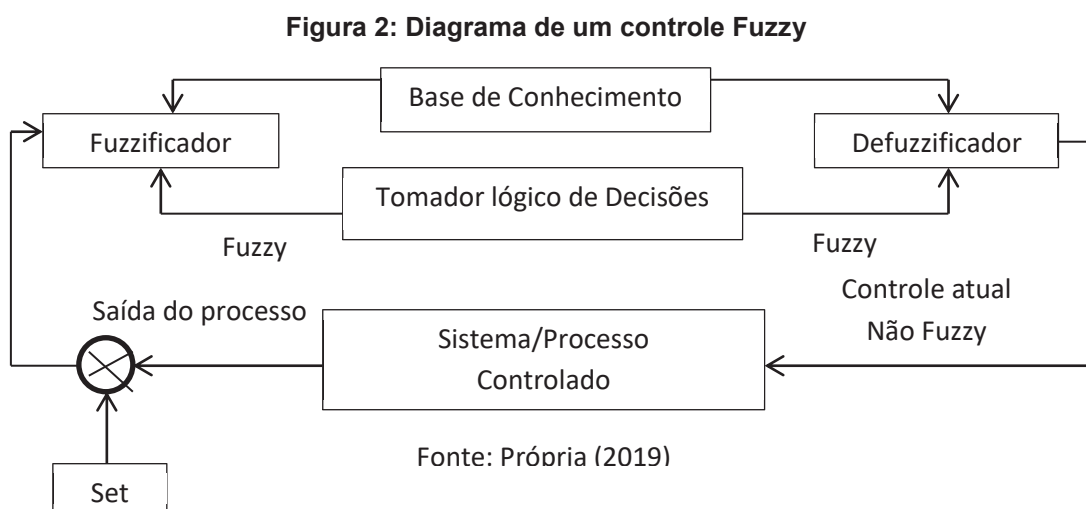 Figura 2: Diagrama de um controle Fuzzy
Base de Conhecimento
Fuzzificador
Defuzzificador
Tomador lógico de Decisões
Fuzzy
Fuzzy
Saída do processo
Controle atual
Não Fuzzy
Sistema/Processo
Controlado
Fonte: Própria (2019)
Set